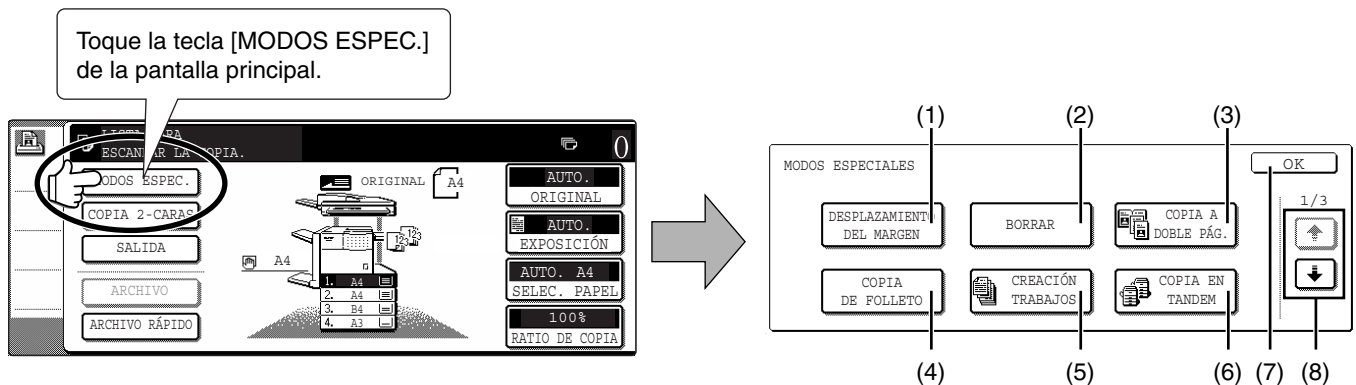 Toque la tecla [MODOS ESPEC.]
de la pantalla principal.
ESCANEAR LA COPIA.
0
MODOS ESPEC.
COPIA 2-CARAS
SALIDA
ARCHIVO
ARCHIVO RÁPIDO
ORIGINAL A4
A4
1. A4
2. A4
3. B4
4. A3
AUTO.
ORIGINAL
AUTO.
EXPOSICIÓN
AUTO. A4
SELEC. PAPEL
100%
RATIO DE COPIA
(1) (2) (3)
MODOS ESPECIALES
OK
1/3
DESPLAZAMIENTO
DEL MARGEN
BORRAR
COPIA A
DOBLE PÁG.
COPIA
DE FOLLETO
CREACIÓN
TRABAJOS
COPIA EN
TANDEM
(4) (5) (6) (7) (8)